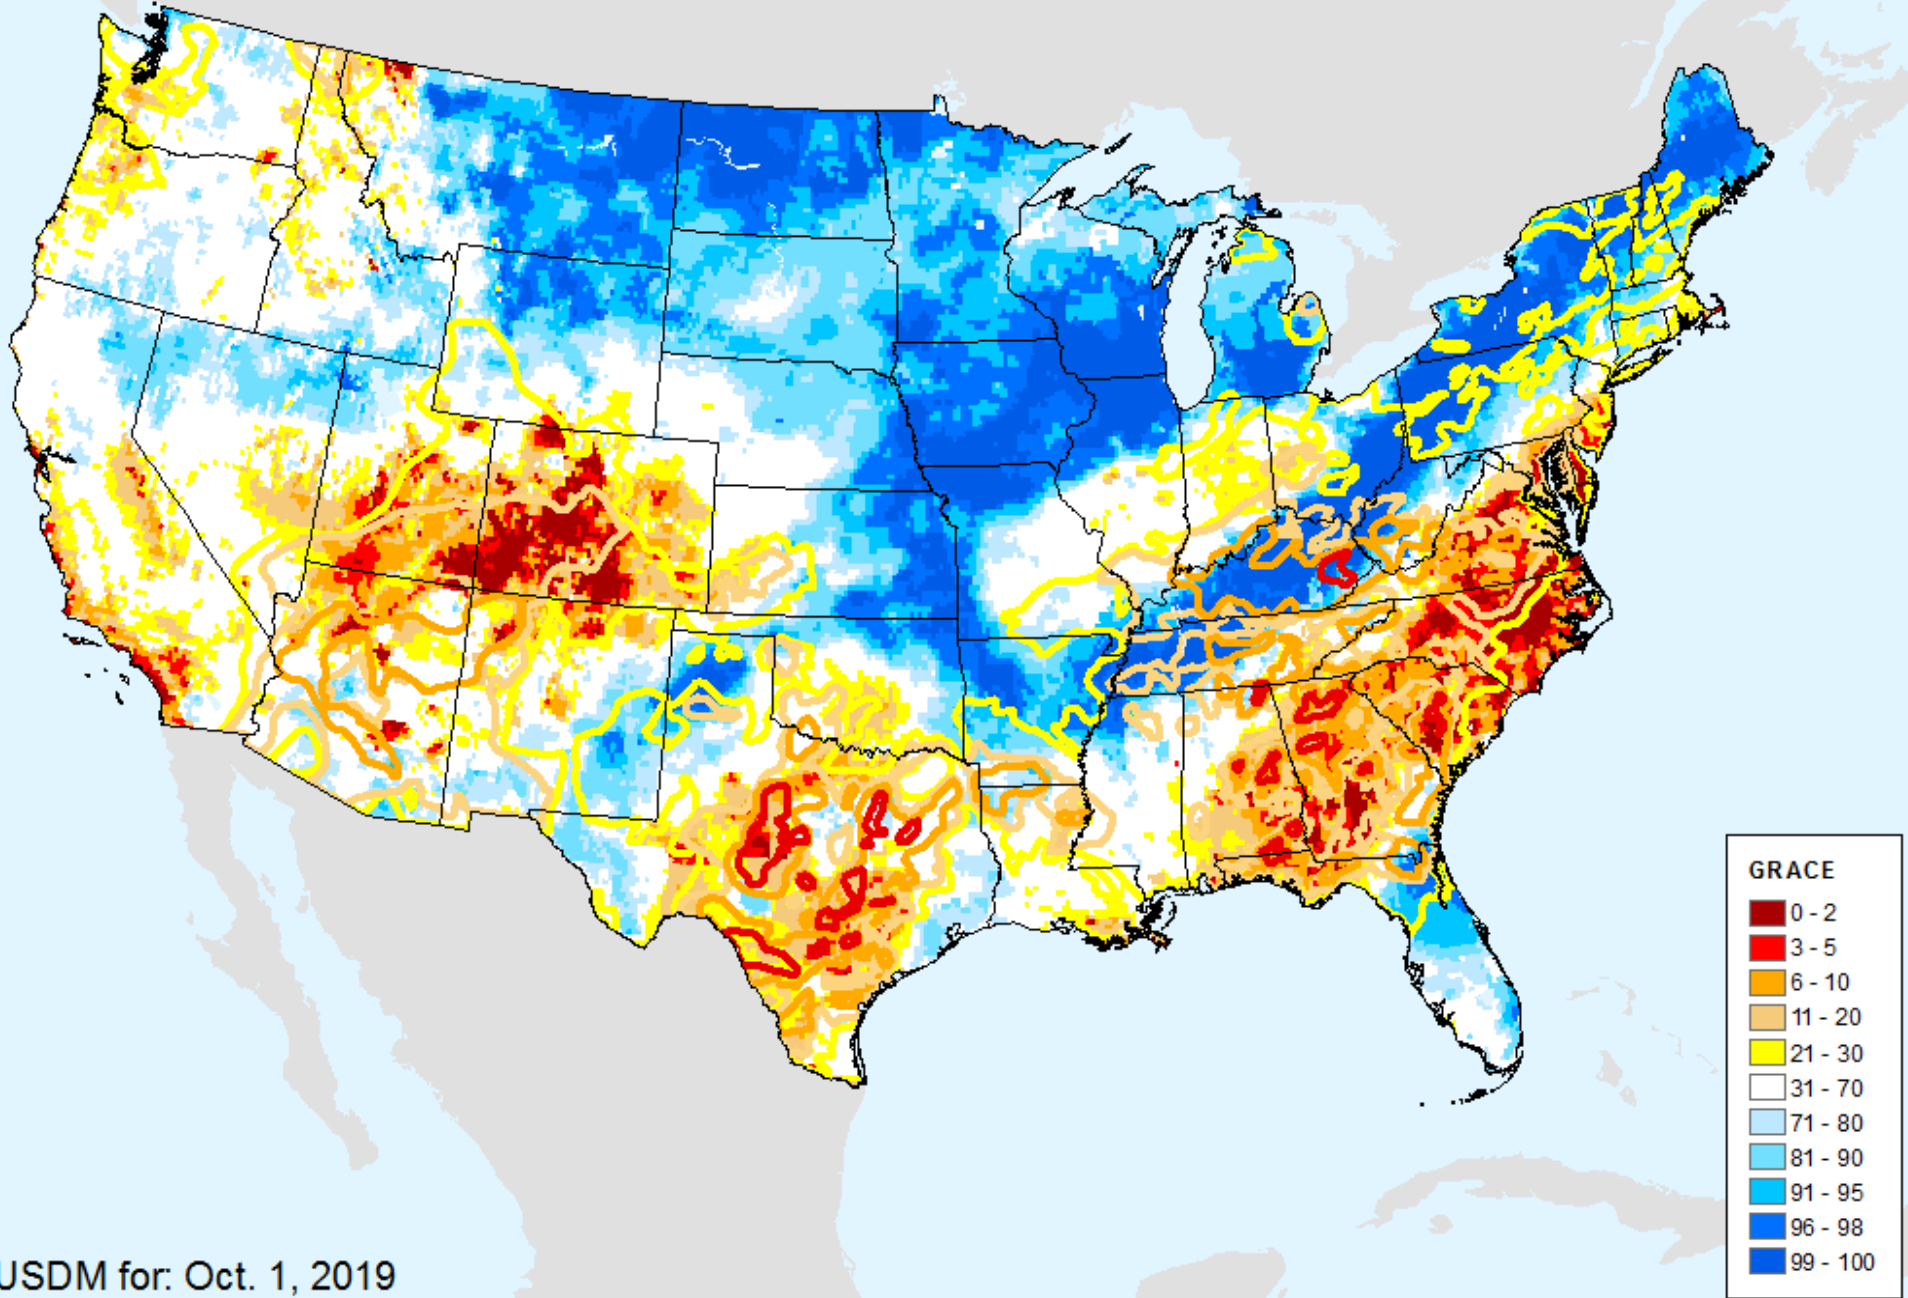 GRACE
0 - 2
3 - 5
6 - 10
11 - 20
21 - 30
31 - 70
71 - 80
81 - 90
91 - 95
96 - 98
99 - 100
USDM for: Oct. 1, 2019